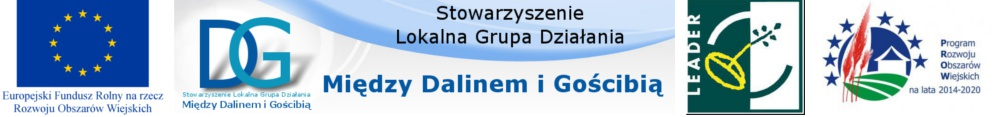 Europejski Fundusz Rolny na rzecz
Rozwoju Obszarów Wiejskich
DG
Stowarzyszenie Lokalna Grupa Działania
Między Dalinem i Gościbią
Stowarzyszenie
Lokalna Grupa Działania
Między Dalinem i Gościbią
LEADER
Program
Rozwoju
Obszarów
Wiejskich
na lata 2014-2020